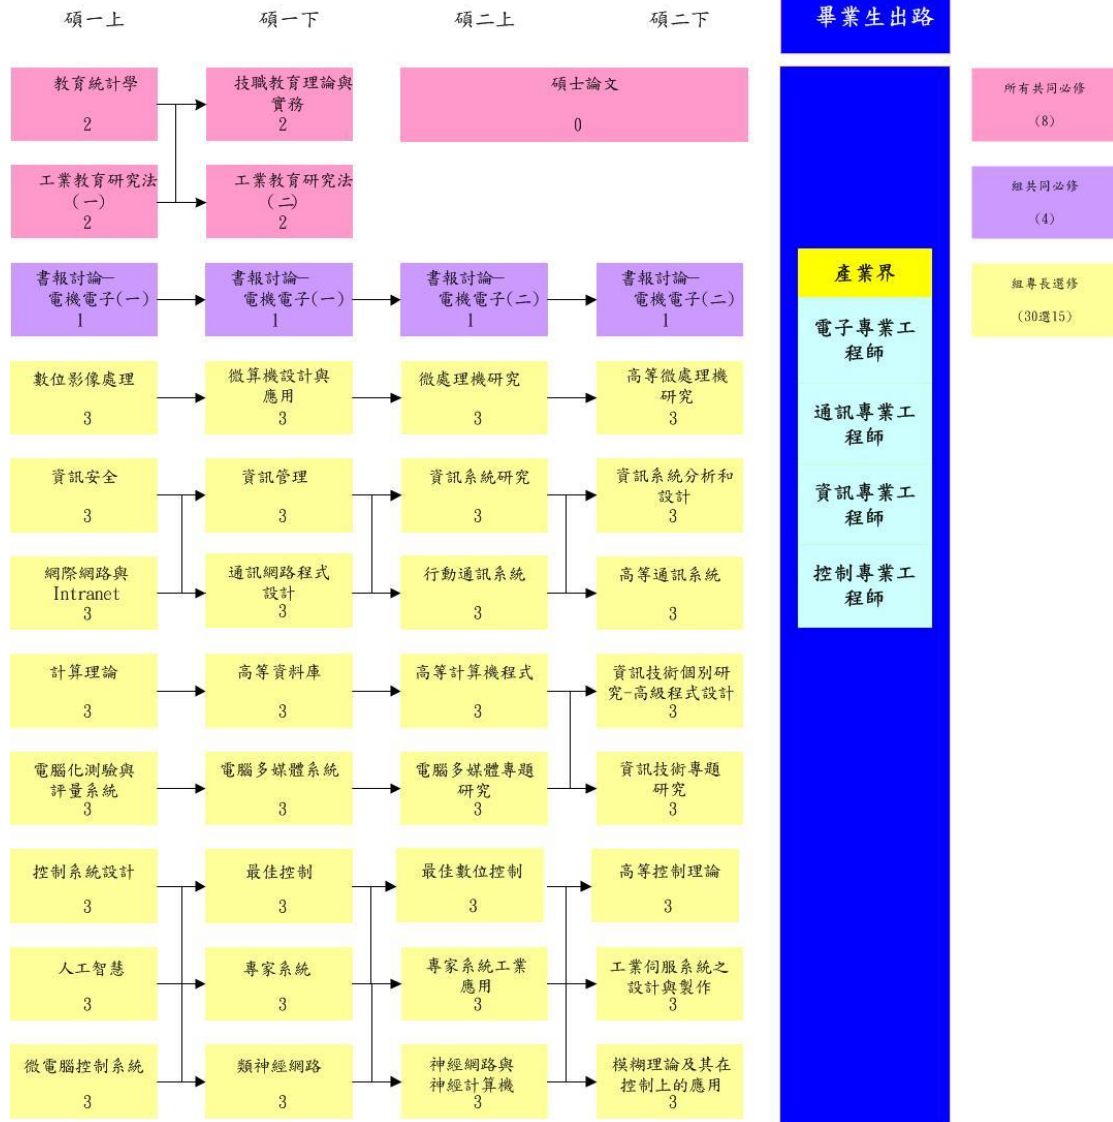 碩一上
碩一下
碩二上
碩二下
畢業生出路
教育統計學
2
技職教育理論與
實務
2
碩士論文
0
所有共同必修
(8)
工業教育研究法
(一)
2
工業教育研究法
(二)
2
組共同必修
(4)
書報討論—
電機電子(一)
1
書報討論—
電機電子(一)
1
書報討論—
電機電子(二)
1
書報討論—
電機電子(二)
1
產業界
電子專業工
程師
通訊專業工
程師
資訊專業工
程師
控制專業工
程師
組專長選修
(30選15)
數位影像處理
3
微算機設計與
應用
3
微處理機研究
3
高等微處理機
研究
3
資訊安全
3
資訊管理
3
資訊系統研究
3
資訊系統分析和
設計
3
網際網路與
Intranet
3
通訊網路程式
設計
3
行動通訊系統
3
高等通訊系統
3
計算理論
3
高等資料庫
3
高等計算機程式
3
資訊技術個別研
究-高級程式設計
3
電腦化測驗與
評量系統
3
電腦多媒體系統
3
電腦多媒體專題
研究
3
資訊技術專題
研究
3
控制系統設計
3
最佳控制
3
最佳數位控制
3
高等控制理論
3
人工智慧
3
專家系統
3
專家系統工業
應用
3
工業伺服系統之
設計與製作
3
微電腦控制系統
3
類神經網路
3
神經網路與
神經計算機
3
模糊理論及其在
控制上的應用
3